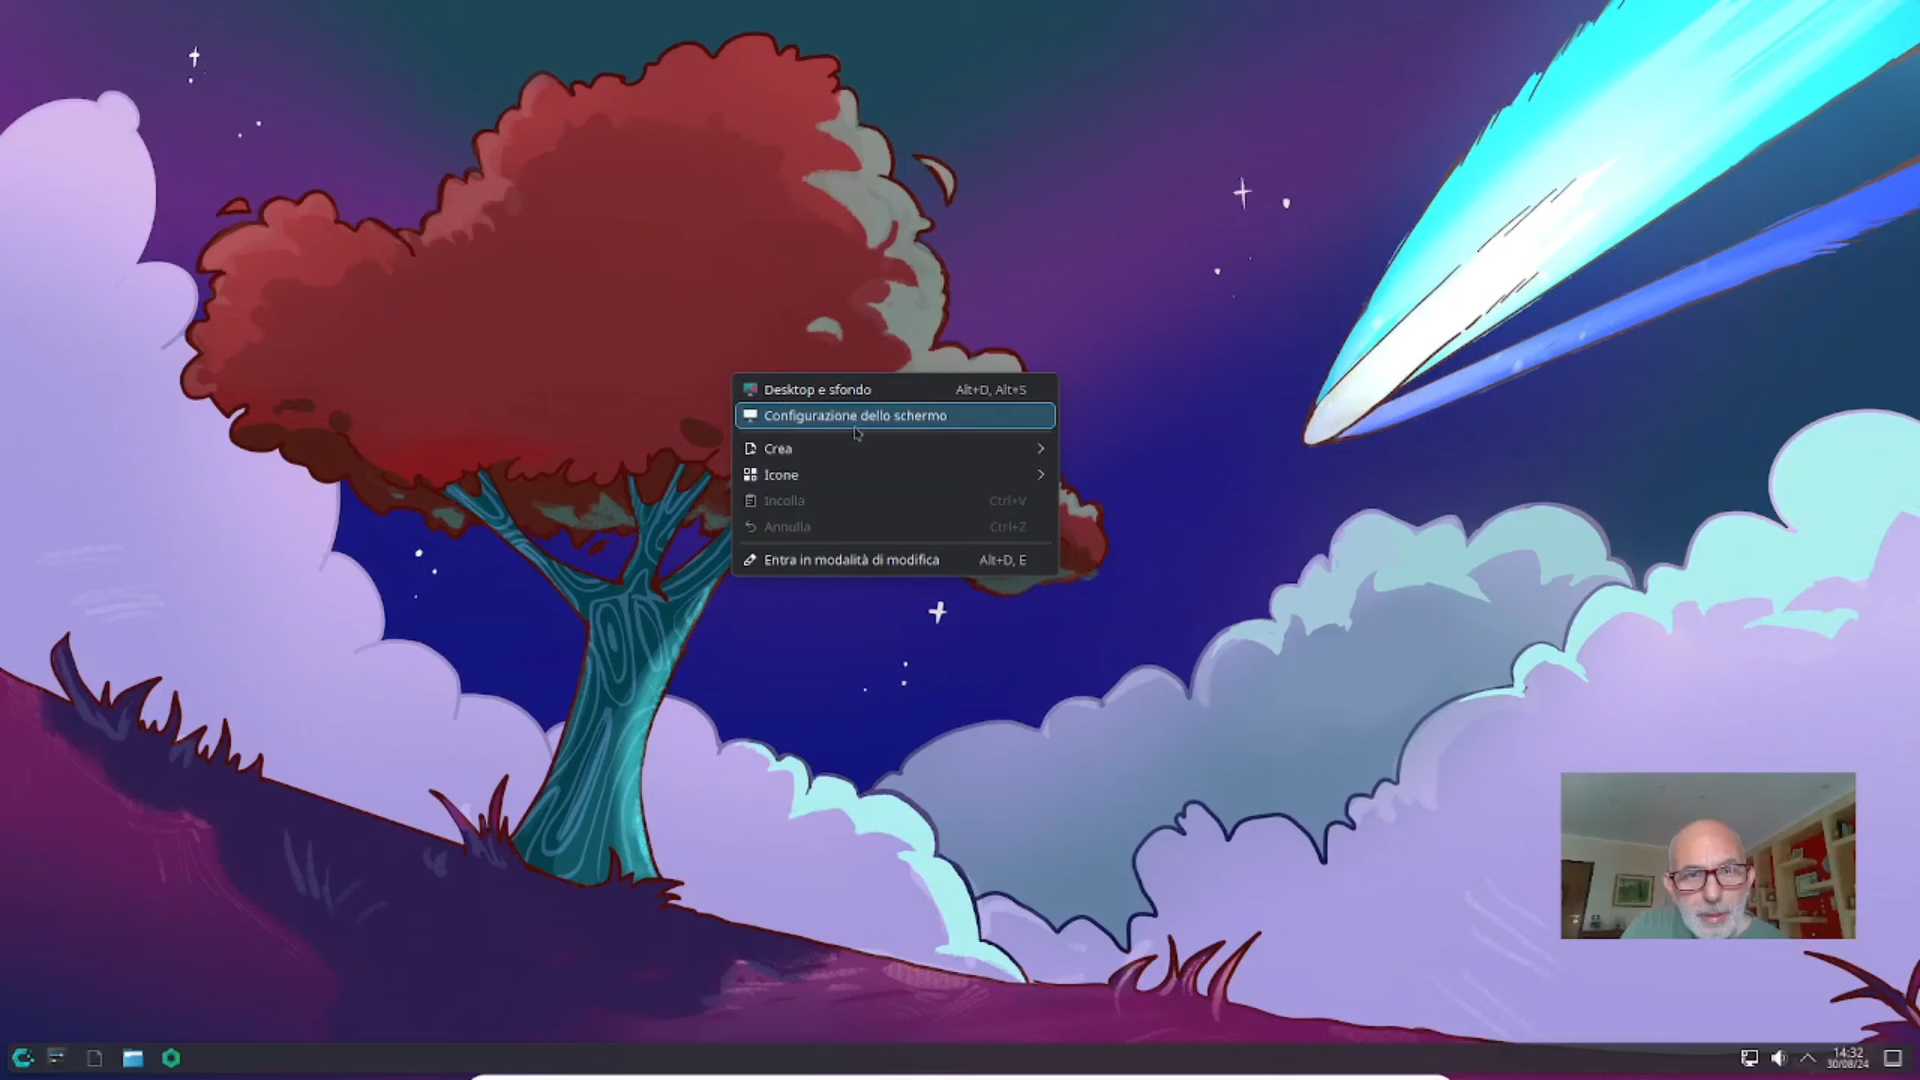 Desktop e sfondo Alt+D, Alt+S
Configurazione dello schermo
Crea
Icone
Incolla Ctrl+V
Annulla Ctrl+Z
Entra in modalità di modifica Alt+D, E
14:32
30/08/24